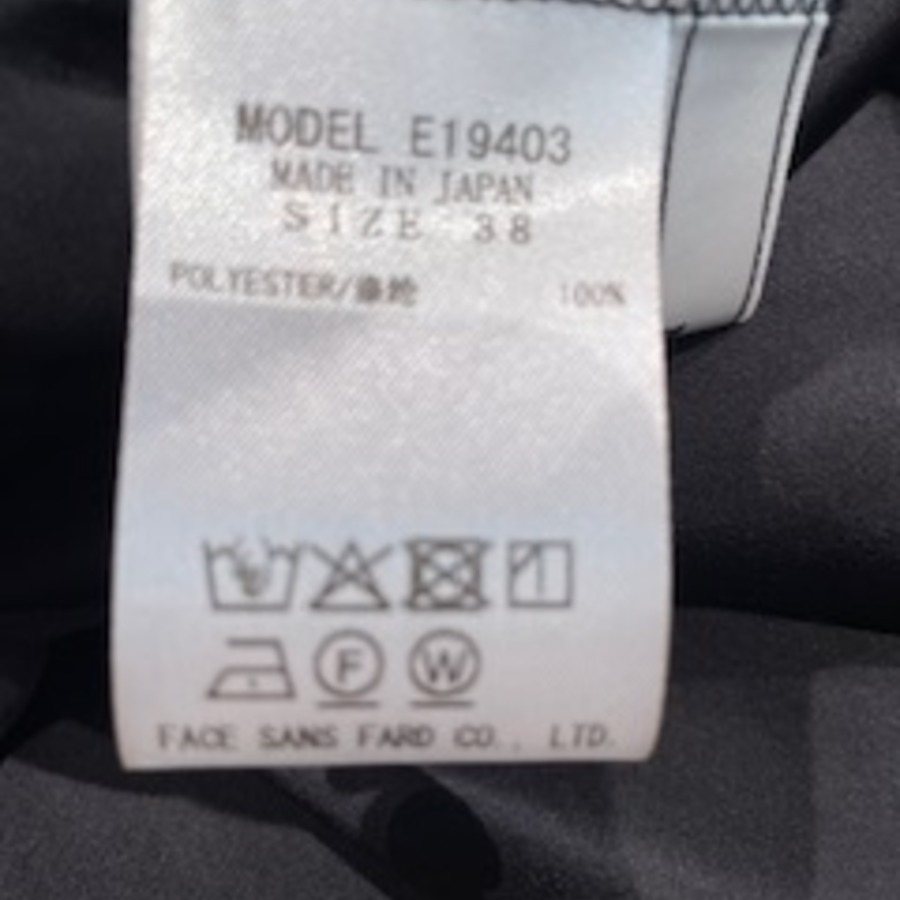 MODEL E19403
MADE IN JAPAN
SIZE 38
POLYESTER/滌綸 100%
F W
FACE SANS FARD CO., LTD.